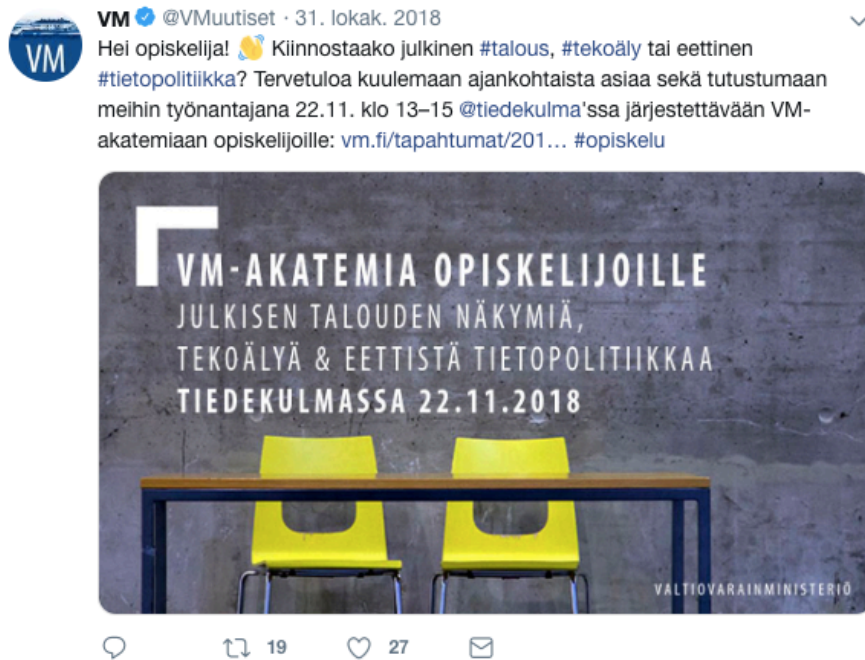 VM @VMuutiset · 31. lokak. 2018
Hei opiskelija! 👋 Kiinnostaako julkinen #talous, #tekoäly tai eettinen
#tietopolitiikka? Tervetuloa kuulemaan ajankohtaista asiaa sekä tutustumaan
meihin työnantajana 22.11. klo 13–15 @tiedekulma'ssa järjestettävään VM-
akatemiaan opiskelijoille: vm.fi/tapahtumat/201… #opiskelu
VM
VM-AKATEMIA OPISKELIJOILLE
JULKISEN TALOUDEN NÄKYMIÄ,
TEKOÄLYÄ & EETTISTÄ TIETOPOLITIIKKAA
TIEDEKULMASSA 22.11.2018
VALTIOVARAINMINISTERIÖ
19 27